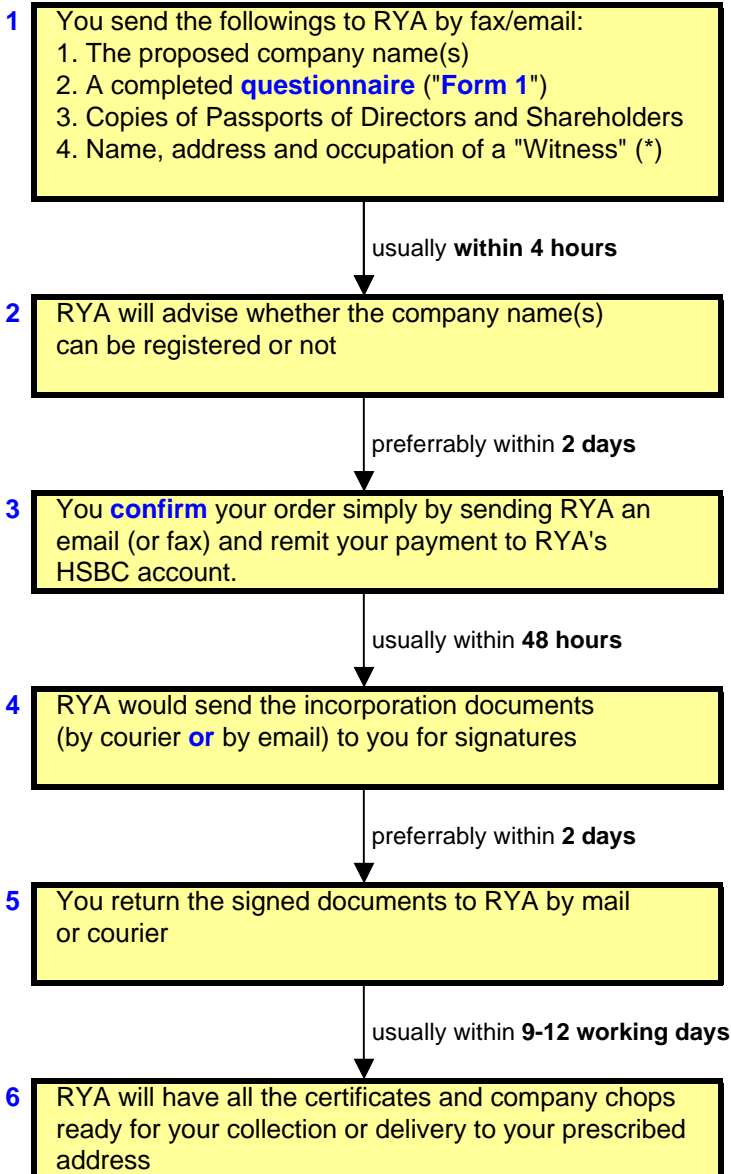 1 You send the followings to RYA by fax/email:
1. The proposed company name(s)
2. A completed questionnaire ("Form 1")
3. Copies of Passports of Directors and Shareholders
4. Name, address and occupation of a "Witness" (*)
usually within 4 hours
2 RYA will advise whether the company name(s)
can be registered or not
preferrably within 2 days
3 You confirm your order simply by sending RYA an
email (or fax) and remit your payment to RYA's
HSBC account.
usually within 48 hours
4 RYA would send the incorporation documents
(by courier or by email) to you for signatures
preferrably within 2 days
5 You return the signed documents to RYA by mail
or courier
usually within 9-12 working days
6 RYA will have all the certificates and company chops
ready for your collection or delivery to your prescribed
address